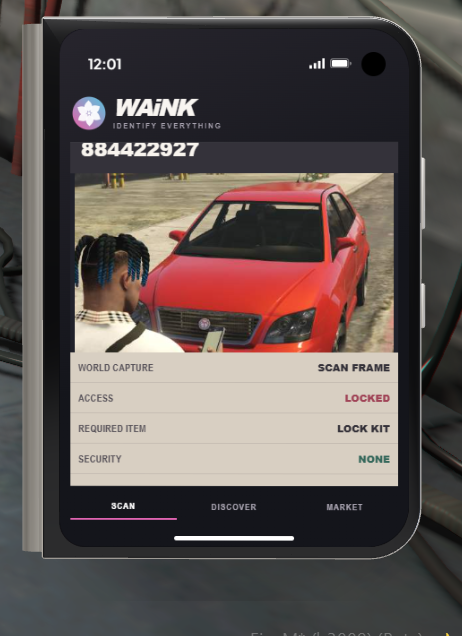 12:01
WAiNK
IDENTIFY EVERYTHING
884422927
WORLD CAPTURE SCAN FRAME
ACCESS LOCKED
REQUIRED ITEM LOCK KIT
SECURITY NONE
SCAN DISCOVER MARKET